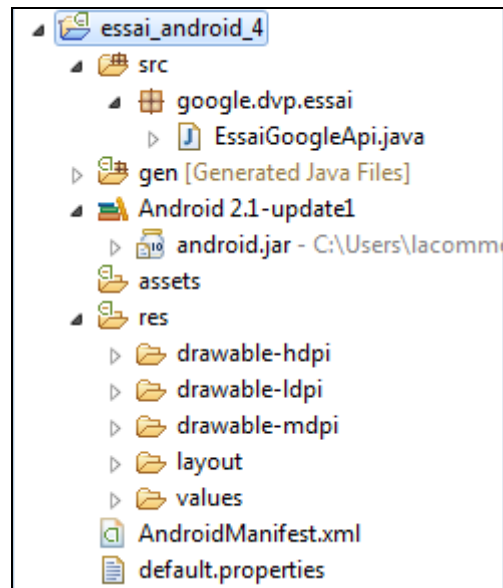 essai_android_4
src
google.dvp.essai
EssaiGoogleApi.java
gen [Generated Java Files]
Android 2.1-update1
android.jar - C:\Users\lacomme
assets
res
drawable-hdpi
drawable-ldpi
drawable-mdpi
layout
values
AndroidManifest.xml
default.properties